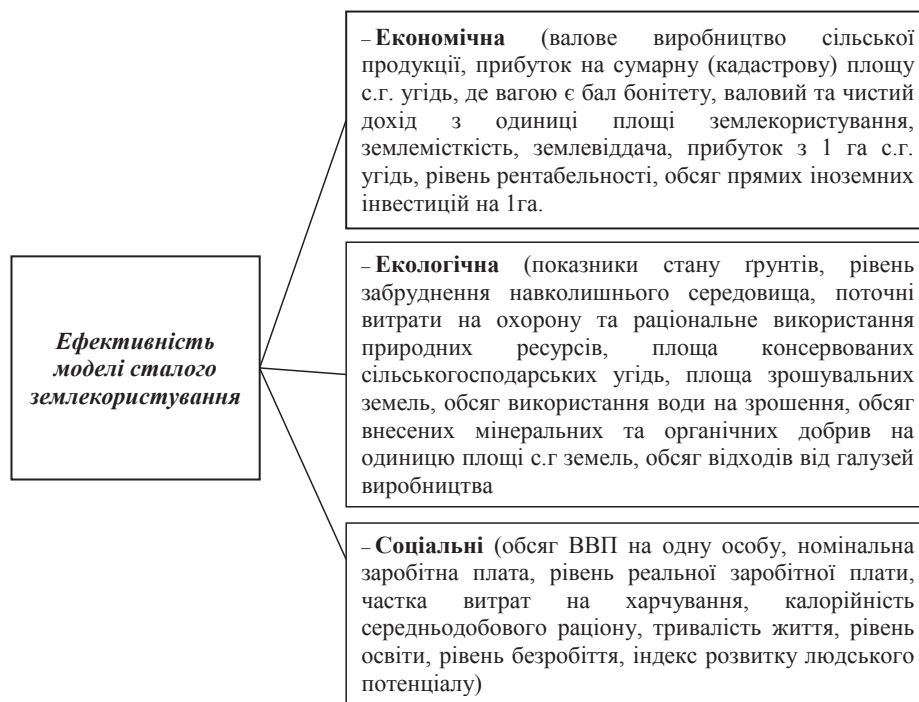 Ефективність
моделі сталого
землекористування
– Економічна (валове виробництво сільської
продукції, прибуток на сумарну (кадастрову) площу
с.г. угідь, де вагою є бал бонітету, валовий та чистий
дохід з одиниці площі землекористування,
землемісткість, землевіддача, прибуток з 1 га с.г.
угідь, рівень рентабельності, обсяг прямих іноземних
інвестицій на 1га.
– Екологічна (показники стану ґрунтів, рівень
забруднення навколишнього середовища, поточні
витрати на охорону та раціональне використання
природних ресурсів, площа консервованих
сільськогосподарських угідь, площа зрошувальних
земель, обсяг використання води на зрошення, обсяг
внесених мінеральних та органічних добрив на
одиницю площі с.г земель, обсяг відходів від галузей
виробництва
– Соціальні (обсяг ВВП на одну особу, номінальна
заробітна плата, рівень реальної заробітної плати,
частка витрат на харчування, калорійність
середньодобового раціону, тривалість життя, рівень
освіти, рівень безробіття, індекс розвитку людського
потенціалу)